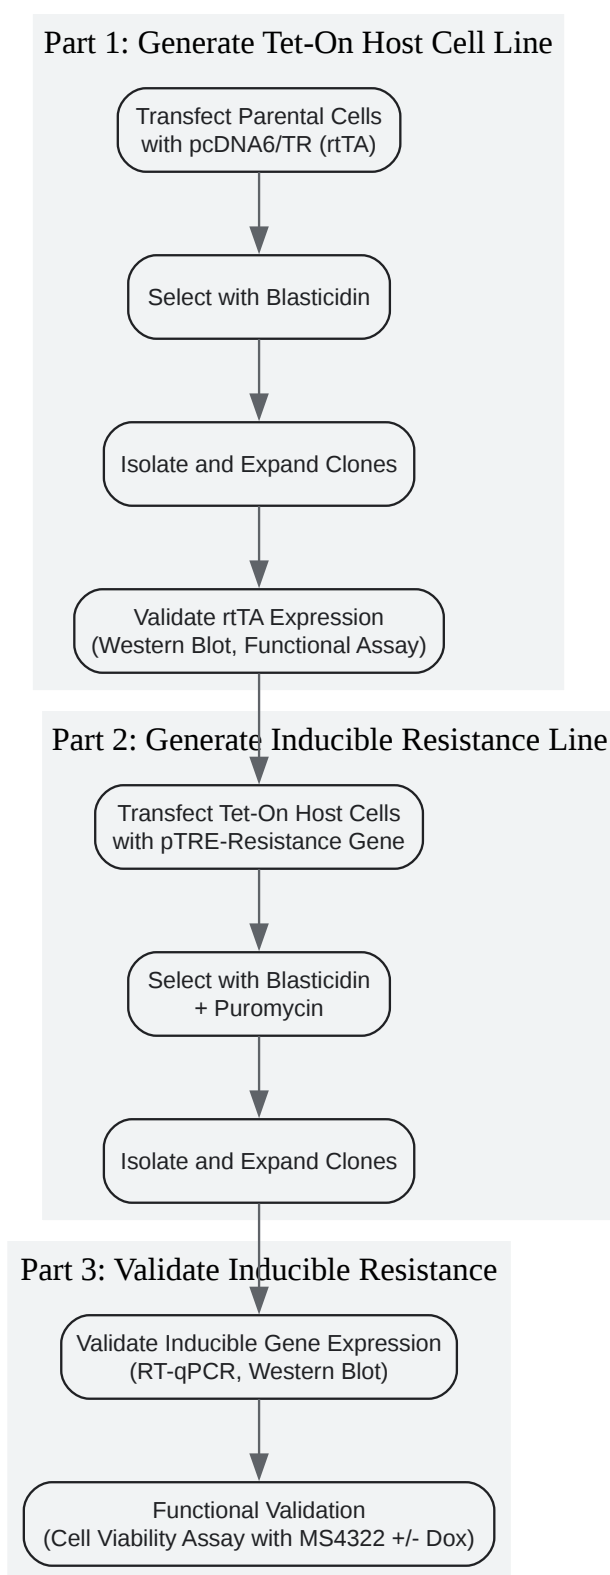 Part 1: Generate Tet-On Host Cell Line
Transfect Parental Cells
with pcDNA6/TR (rtTA)
Select with Blasticidin
Isolate and Expand Clones
Validate rtTA Expression
(Western Blot, Functional Assay)
Part 2: Generate Inducible Resistance Line
Transfect Tet-On Host Cells
with pTRE-Resistance Gene
Select with Blasticidin
+ Puromycin
Isolate and Expand Clones
Part 3: Validate Inducible Resistance
Validate Inducible Gene Expression
(RT-qPCR, Western Blot)
Functional Validation
(Cell Viability Assay with MS4322 +/- Dox)